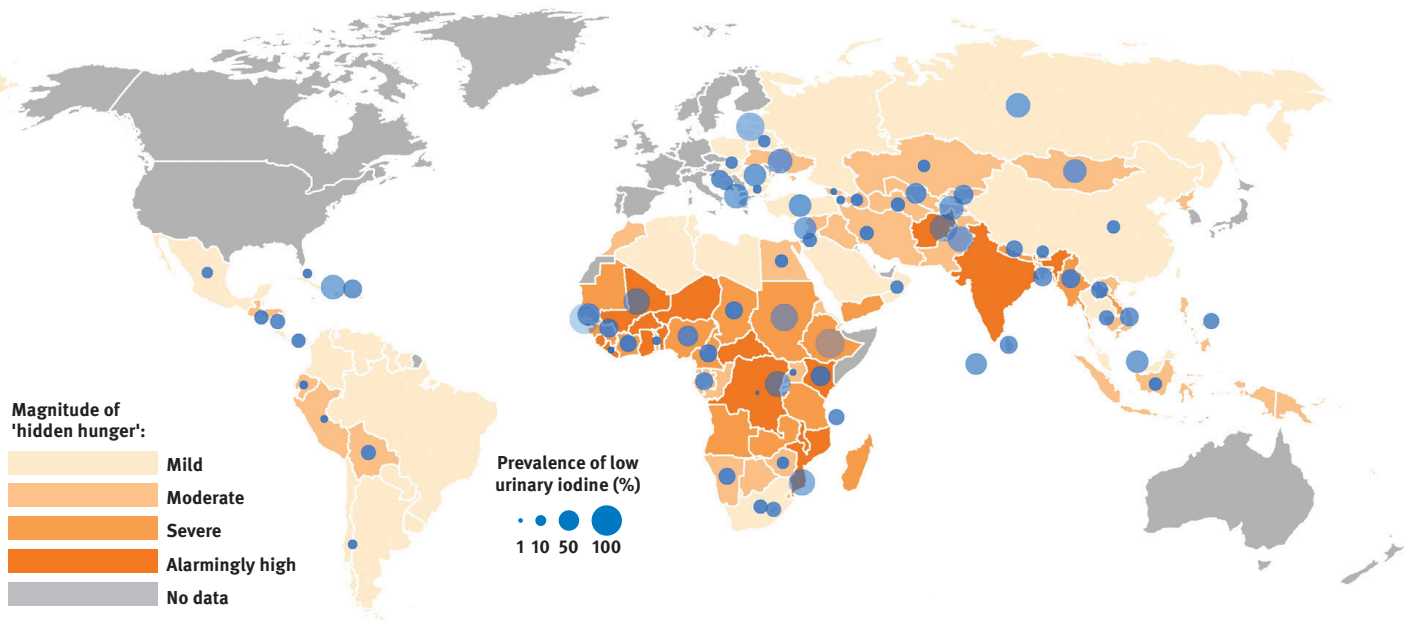 Magnitude of
'hidden hunger':
Mild
Moderate
Severe
Alarmingly high
No data
Prevalence of low
urinary iodine (%)
1 10 50 100